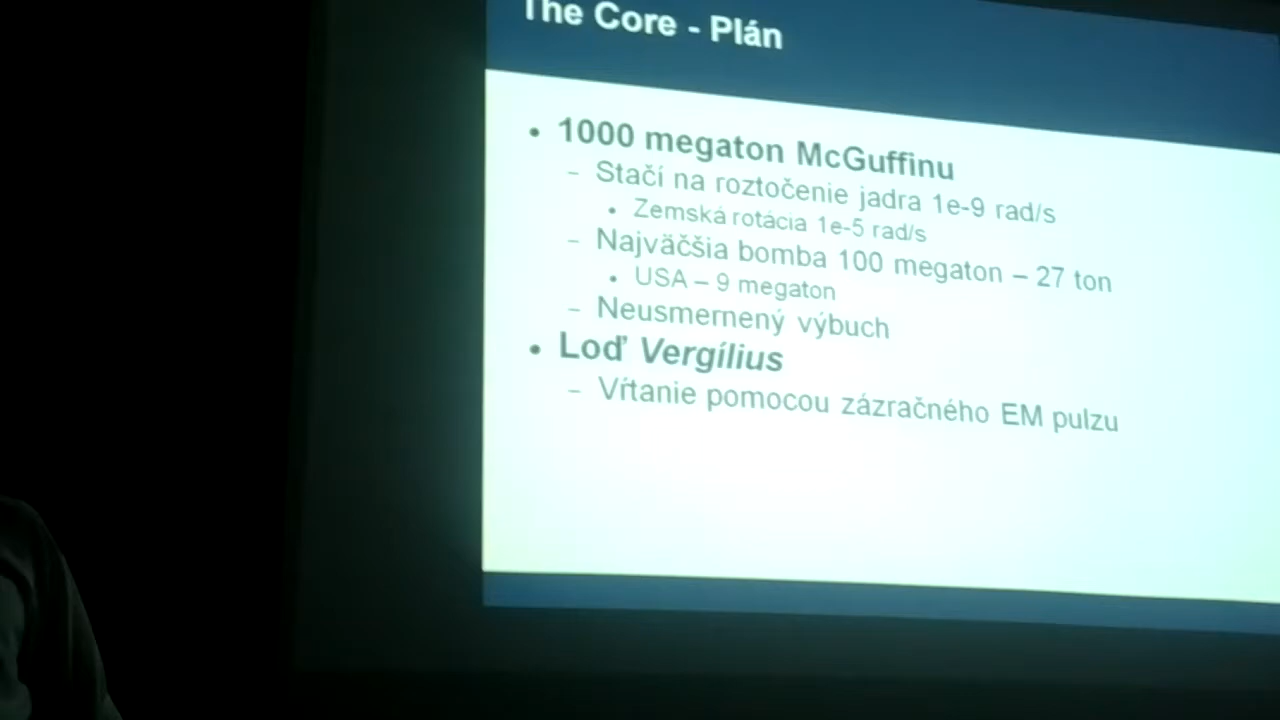 The Core - Plán
• 1000 megaton McGuffinu
– Stačí na roztočenie jadra 1e-9 rad/s
• Zemská rotácia 1e-5 rad/s
– Najväčšia bomba 100 megaton – 27 ton
• USA – 9 megaton
– Neusmernený výbuch
• Loď Vergílius
– Vŕtanie pomocou zázračného EM pulzu